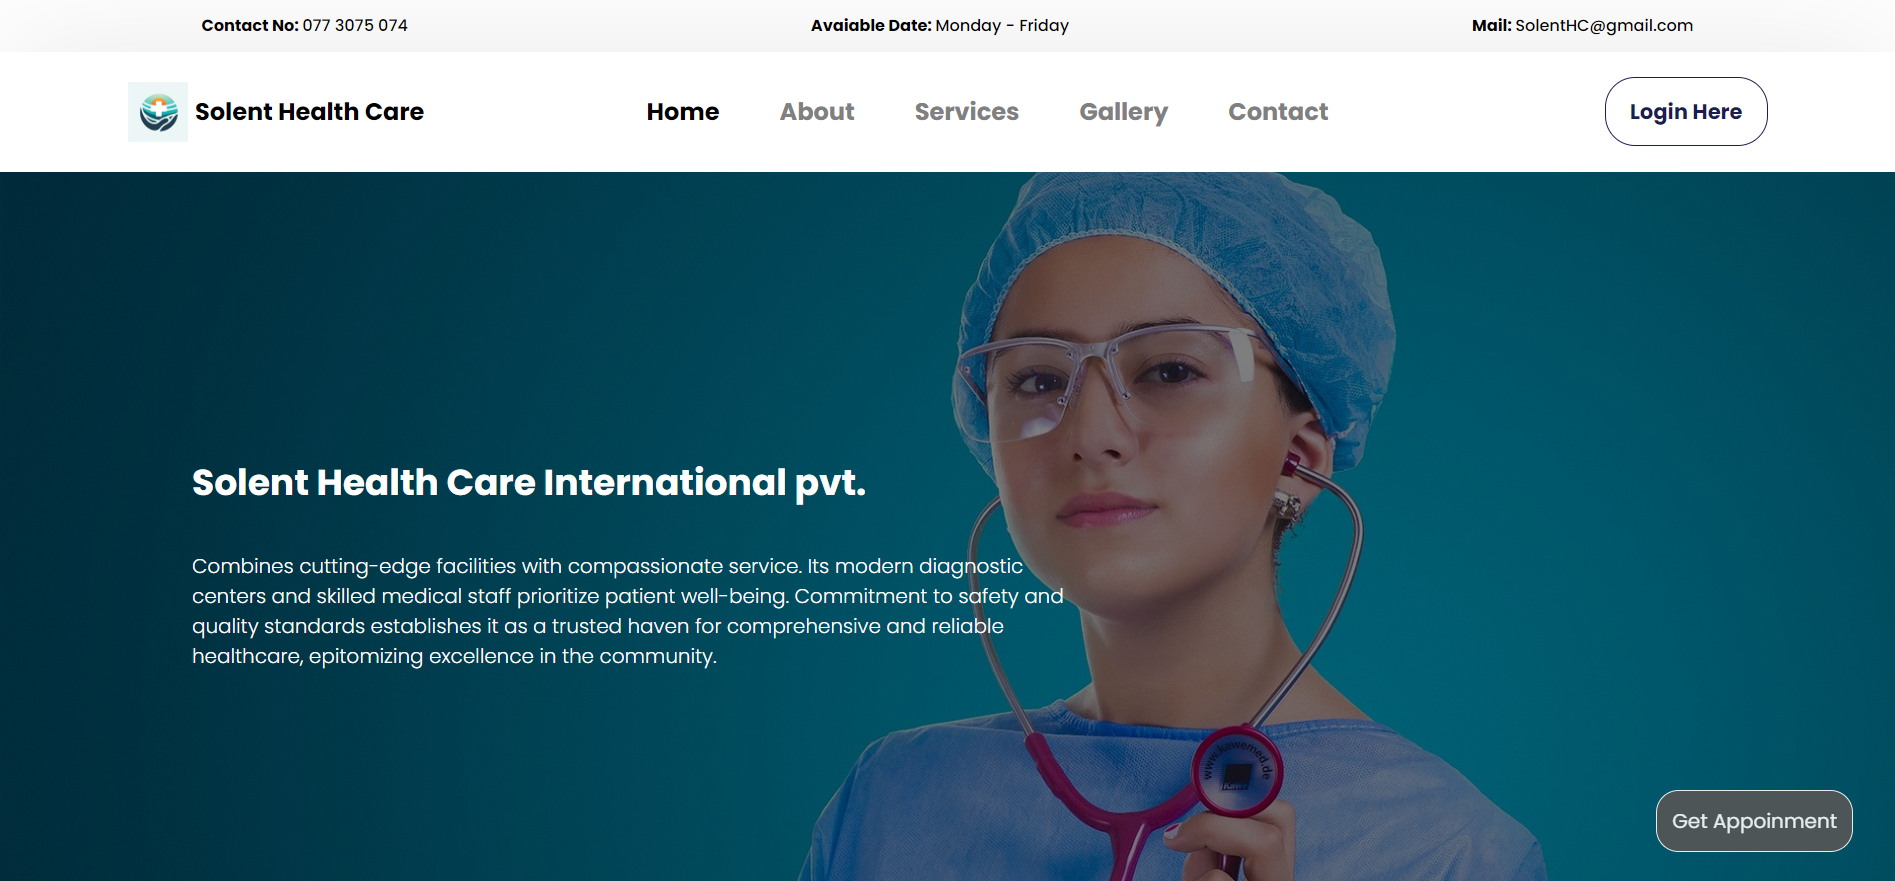 Contact No: 077 3075 074
Avaiable Date: Monday - Friday
Mail: SolentHC@gmail.com
Solent Health Care
Home
About
Services
Gallery
Contact
Login Here
Solent Health Care International pvt.
Combines cutting-edge facilities with compassionate service. Its modern diagnostic
centers and skilled medical staff prioritize patient well-being. Commitment to safety and
quality standards establishes it as a trusted haven for comprehensive and reliable
healthcare, epitomizing excellence in the community.
www.kawemed.de
Get Appoinment